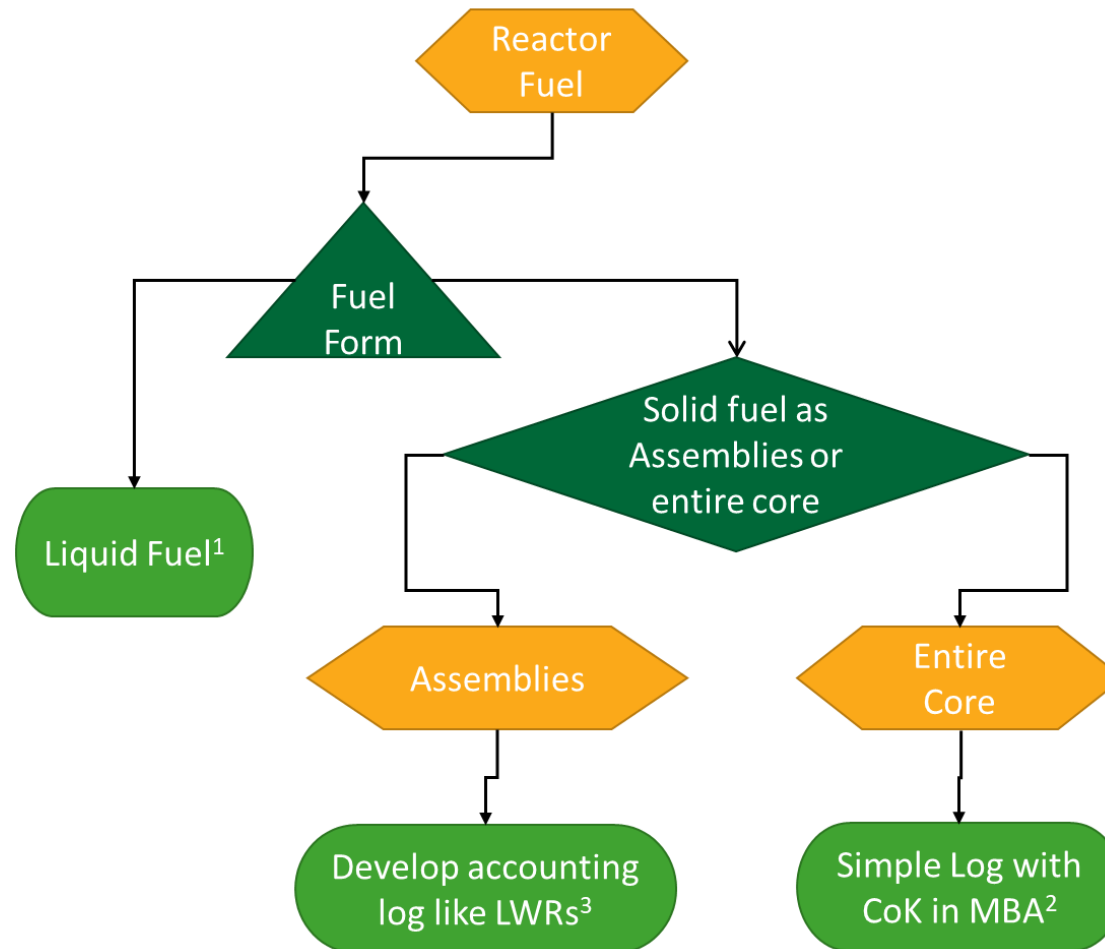 Reactor
Fuel
Fuel
Form
Solid fuel as
Assemblies or
entire core
Liquid Fuel¹
Assemblies
Entire
Core
Develop accounting
log like LWRs³
Simple Log with
CoK in MBA²